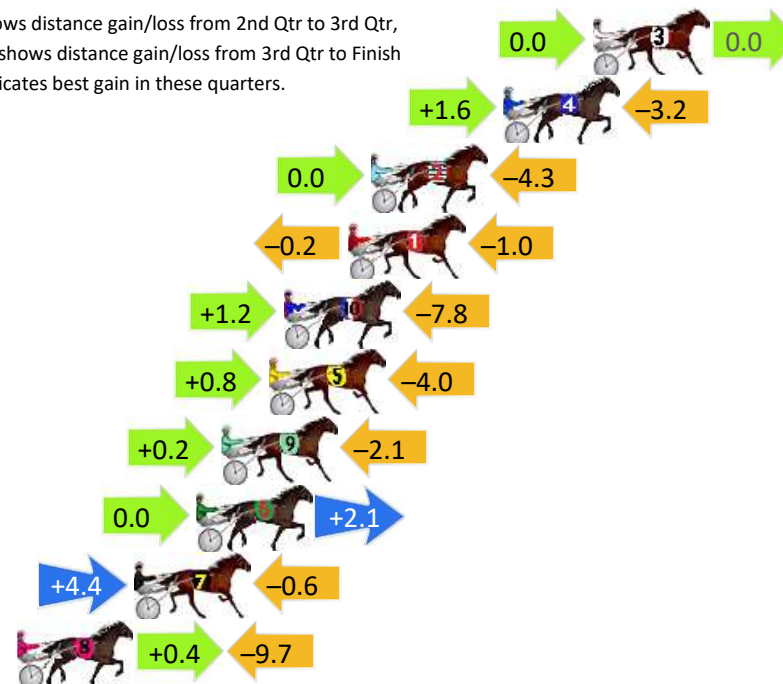 ows distance gain/loss from 2nd Qtr to 3rd Qtr,
shows distance gain/loss from 3rd Qtr to Finish
icates best gain in these quarters.
0.0 3 0.0
+1.6 4 –3.2
0.0 2 –4.3
–0.2 1 –1.0
+1.2 10 –7.8
+0.8 5 –4.0
+0.2 9 –2.1
0.0 6 +2.1
+4.4 7 –0.6
8 +0.4 –9.7